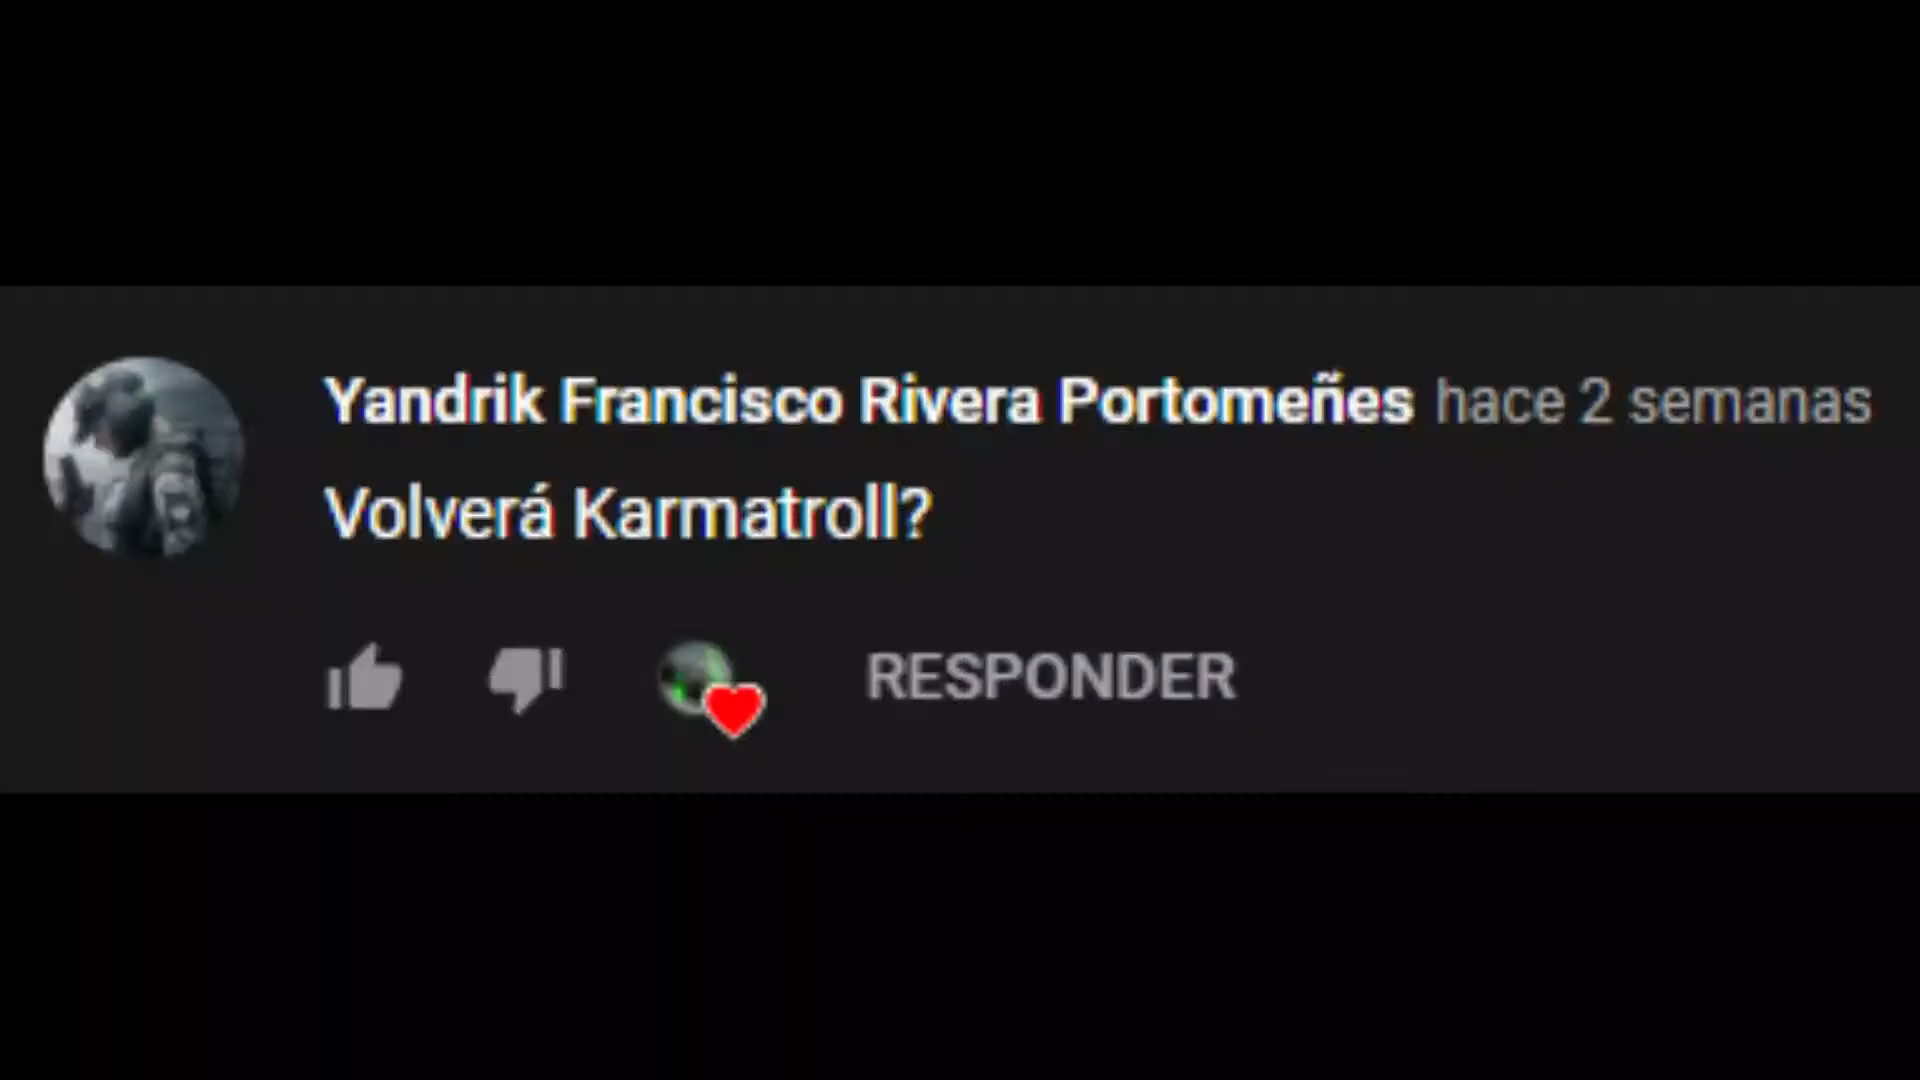 Yandrik Francisco Rivera Portomeñes hace 2 semanas
Volverá Karmatroll?
RESPONDER